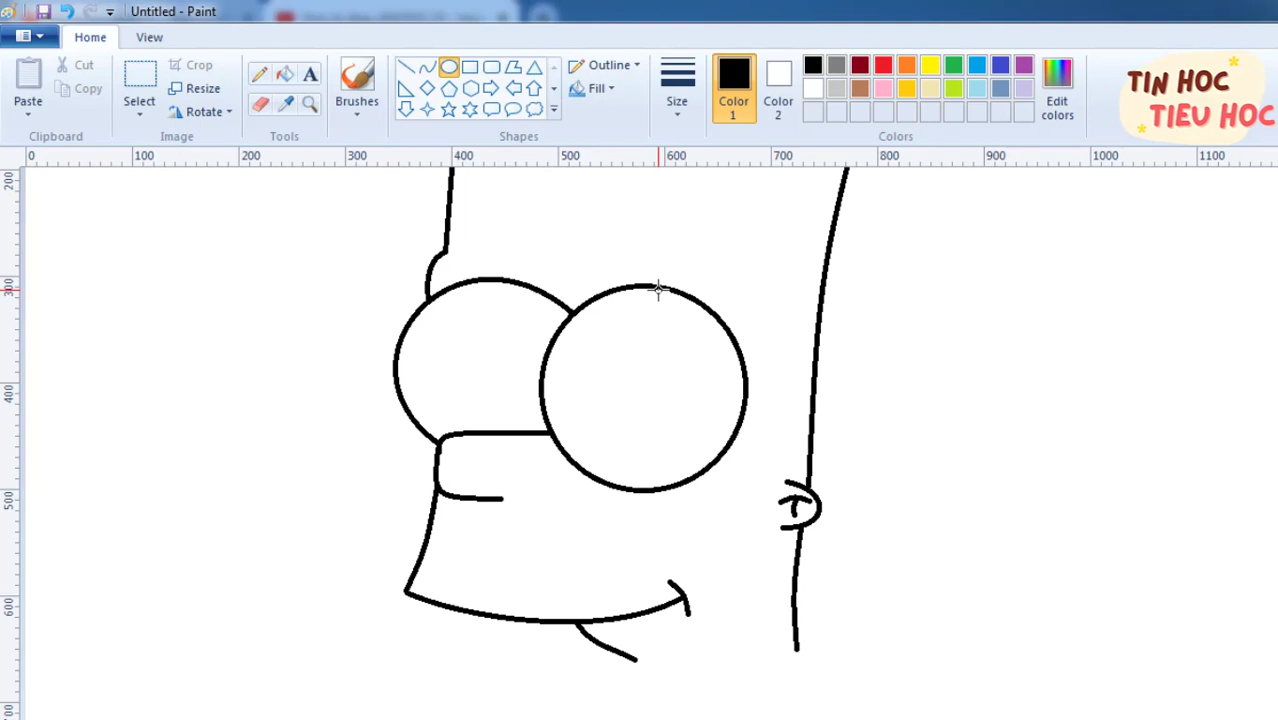 Untitled - Paint
Home
View
Paste
Cut
Copy
Clipboard
Select
Crop
Resize
Rotate
Image
A
Tools
Brushes
Shapes
Outline
Fill
Size
Color
1
Color
2
Edit
colors
Colors
TIN HOC
TIEU HOC
0 100 200 300 400 500 600 700 800 900 1000 1100
200
300
400
500
600